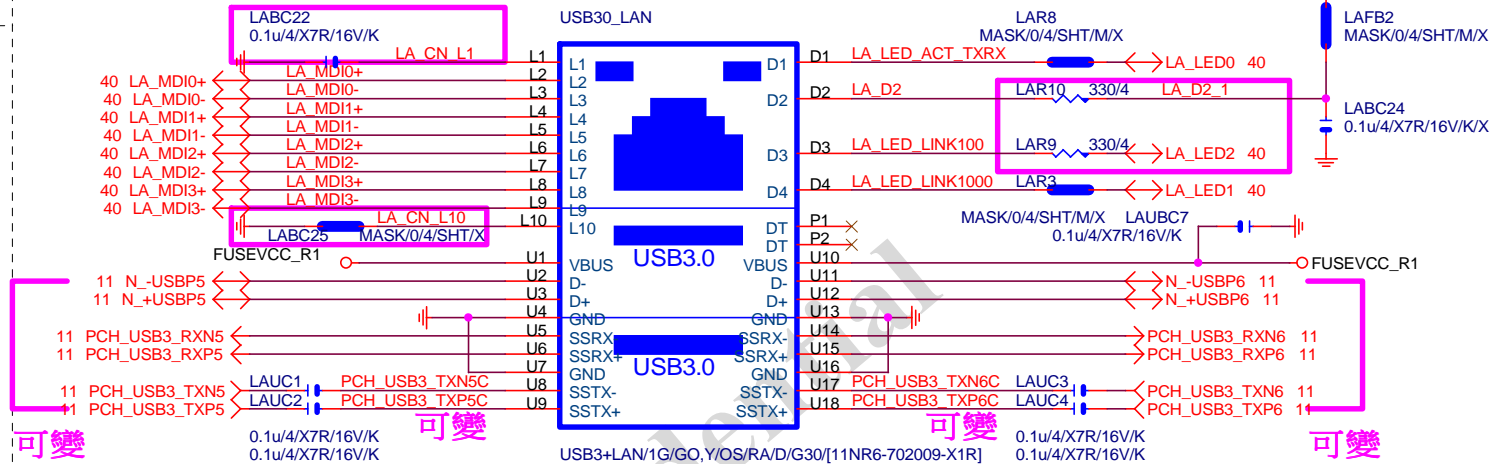 LABC22
0.1u/4/X7R/16V/K
USB30_LAN
LAR8
MASK/0/4/SHT/M/X
LAFB2
MASK/0/4/SHT/M/X
LA_CN_L1 L1 L1 D1 D1 LA_LED_ACT_TXRX LA_LED0 40
40 LA_MDI0+ LA_MDI0+ L2 L2
40 LA_MDI0- LA_MDI0- L3 L3 D2 D2 LA_D2 LAR10 330/4 LA_D2_1
40 LA_MDI1+ LA_MDI1+ L4 L4
LABC24
0.1u/4/X7R/16V/K/X
40 LA_MDI1- LA_MDI1- L5 L5
40 LA_MDI2+ LA_MDI2+ L6 L6 D3 D3 LA_LED_LINK100 LAR9 330/4 LA_LED2 40
40 LA_MDI2- LA_MDI2- L7 L7
40 LA_MDI3+ LA_MDI3+ L8 L8 D4 D4 LA_LED_LINK1000 LAR3 LA_LED1 40
40 LA_MDI3- LA_MDI3- L9 L9
LA_CN_L10 L10 L10 DT P1
LABC25 MASK/0/4/SHT/X
DT P2
MASK/0/4/SHT/M/X LAUBC7
0.1u/4/X7R/16V/K
FUSEVCC_R1 U1 VBUS USB3.0 VBUS U10 FUSEVCC_R1
11 N_-USBP5 U2 D- D- U11 N_-USBP6 11
11 N_+USBP5 U3 D+ D+ U12 N_+USBP6 11
U4 GND GND U13
11 PCH_USB3_RXN5 U5 SSRX- SSRX- U14 PCH_USB3_RXN6 11
11 PCH_USB3_RXP5 U6 SSRX+ USB3.0 SSRX+ U15 PCH_USB3_RXP6 11
U7 GND GND U16
11 PCH_USB3_TXN5 LAUC1 PCH_USB3_TXN5C U8 SSTX- SSTX- U17 PCH_USB3_TXN6C LAUC3 PCH_USB3_TXN6 11
11 PCH_USB3_TXP5 LAUC2 PCH_USB3_TXP5C U9 SSTX+ SSTX+ U18 PCH_USB3_TXP6C LAUC4 PCH_USB3_TXP6 11
可變 可變 可變 可變
0.1u/4/X7R/16V/K
0.1u/4/X7R/16V/K
0.1u/4/X7R/16V/K
0.1u/4/X7R/16V/K
USB3+LAN/1G/GO,Y/OS/RA/D/G30/[11NR6-702009-X1R]